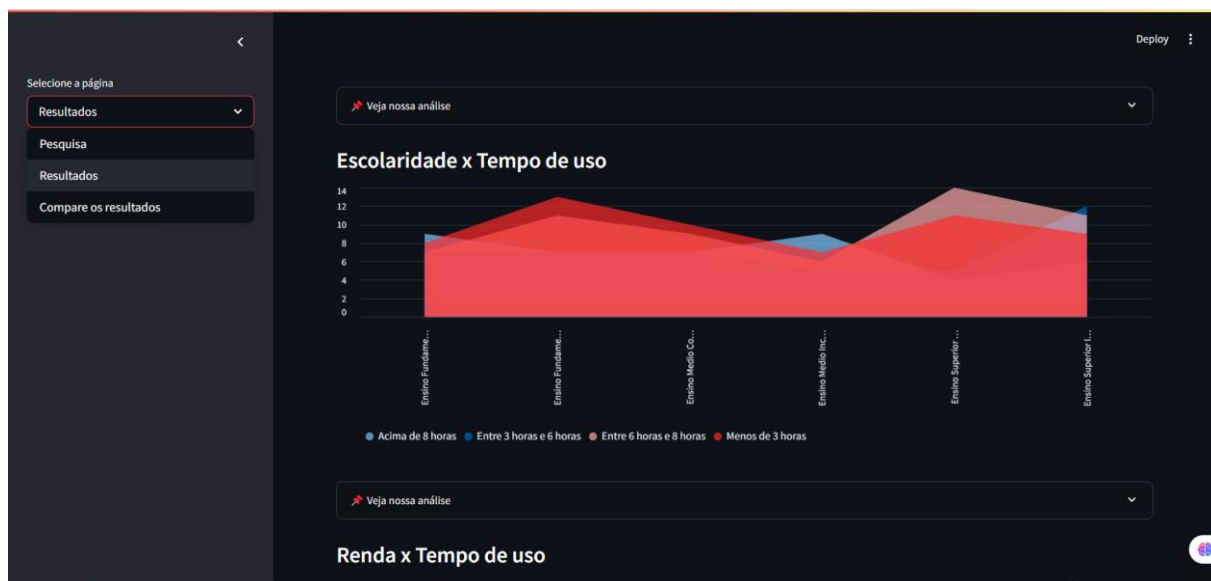 Deploy
Selecione a página
Resultados
Pesquisa
Resultados
Compare os resultados
📌 Veja nossa análise
Escolaridade x Tempo de uso
14
12
10
8
6
4
2
0
Ensino Fundame...
Ensino Fundame...
Ensino Medio Co...
Ensino Medio Inc...
Ensino Superior ...
Ensino Superior I...
Acima de 8 horas
Entre 3 horas e 6 horas
Entre 6 horas e 8 horas
Menos de 3 horas
📌 Veja nossa análise
Renda x Tempo de uso